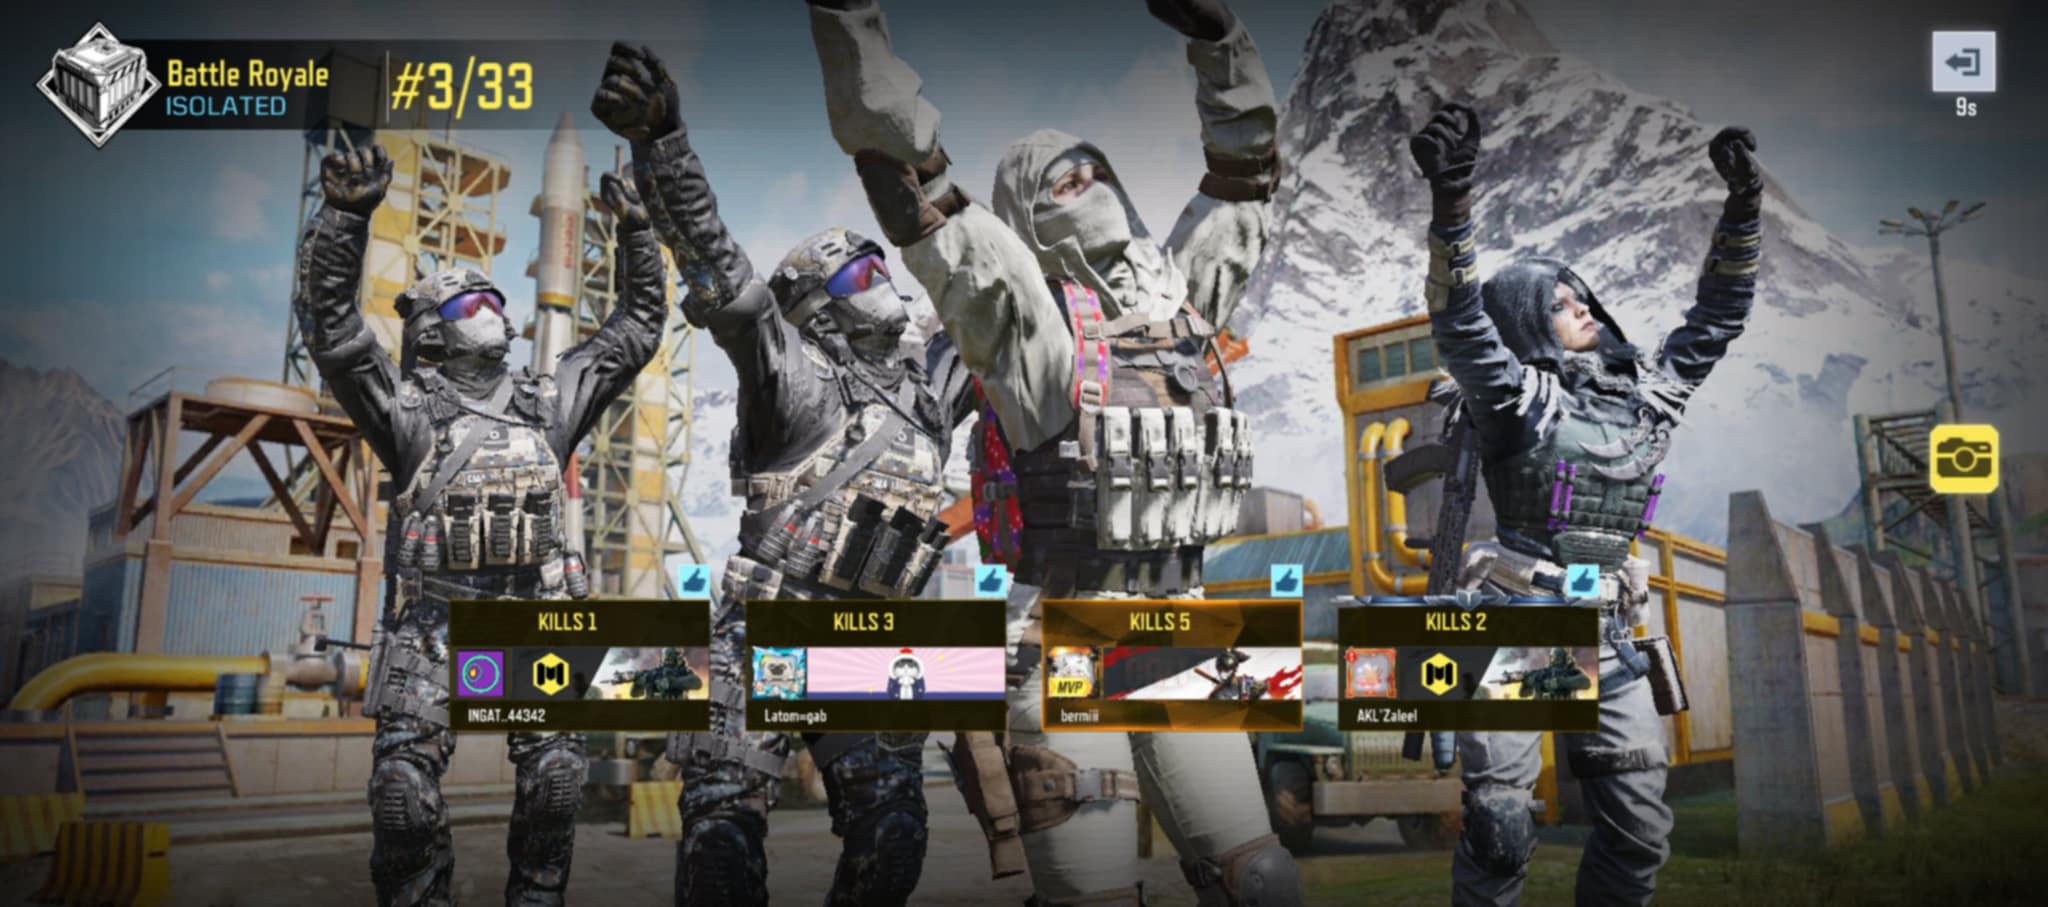 Battle Royale
ISOLATED
#3/33
9s
KILLS 1
INGAT_44342
KILLS 3
Latom=gab
KILLS 5
MVP
bermiii
KILLS 2
AKL'Zaleel